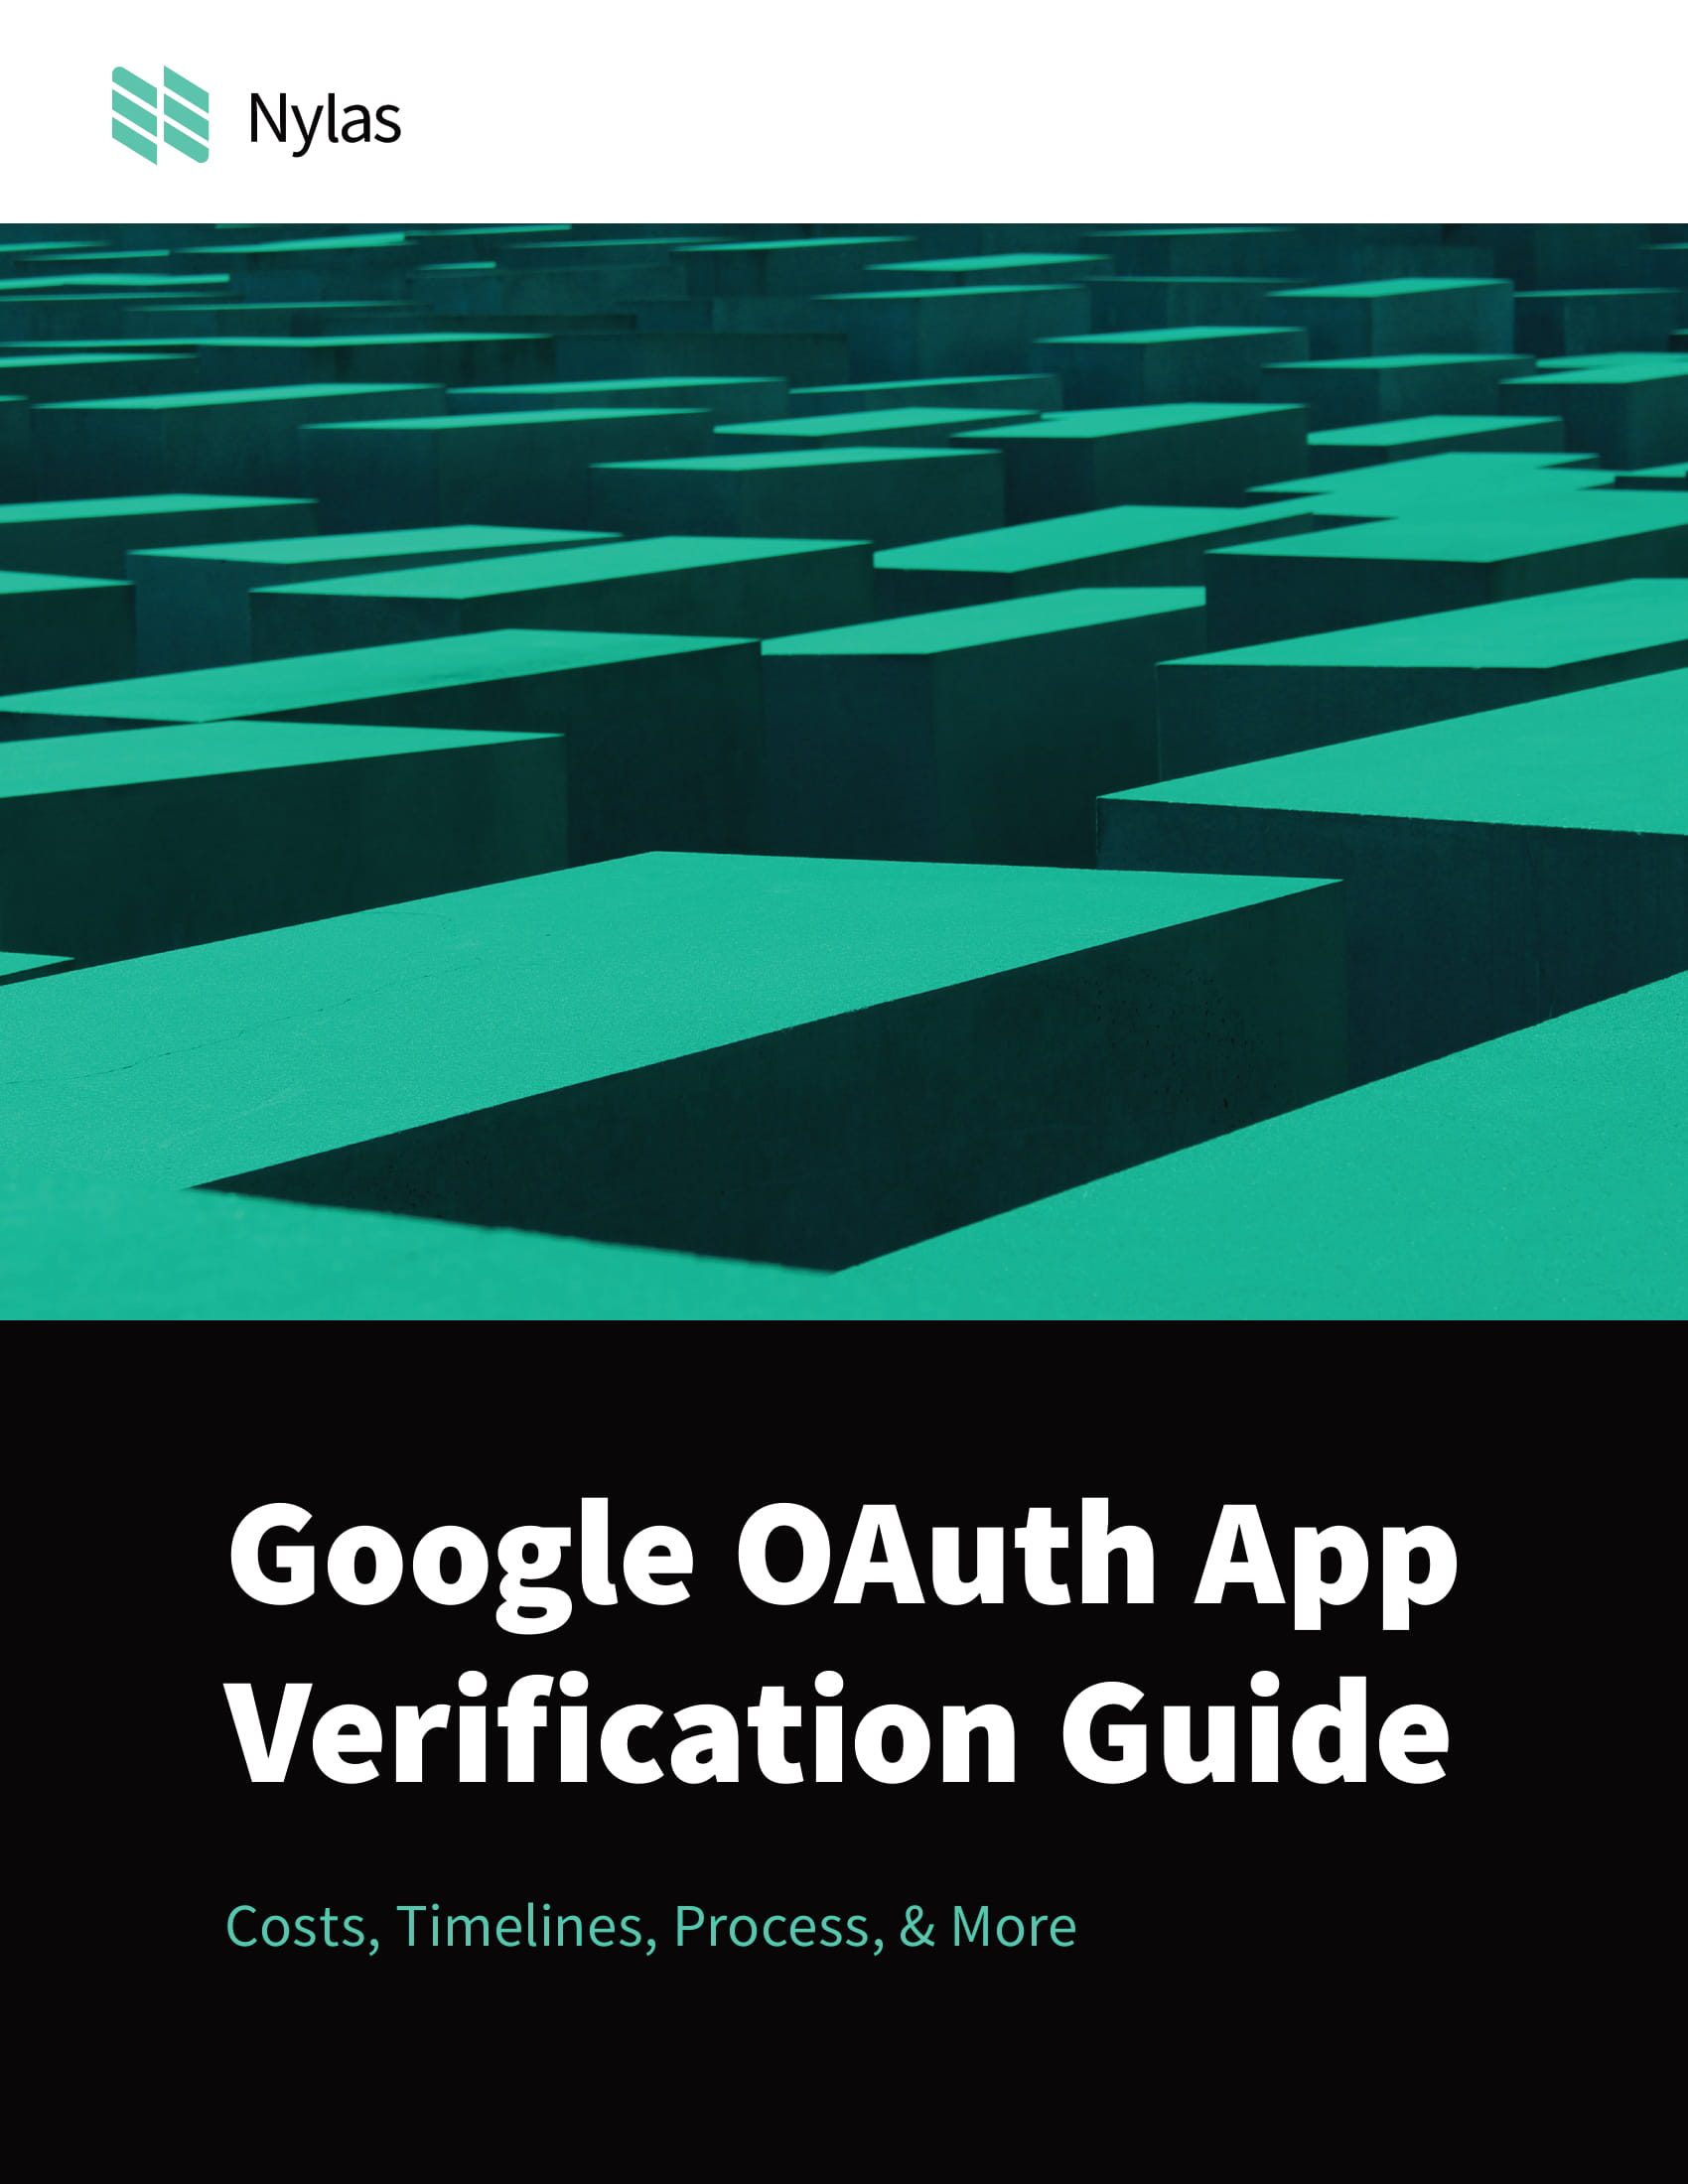 Nylas
Google OAuth App
Verification Guide
Costs, Timelines, Process, & More